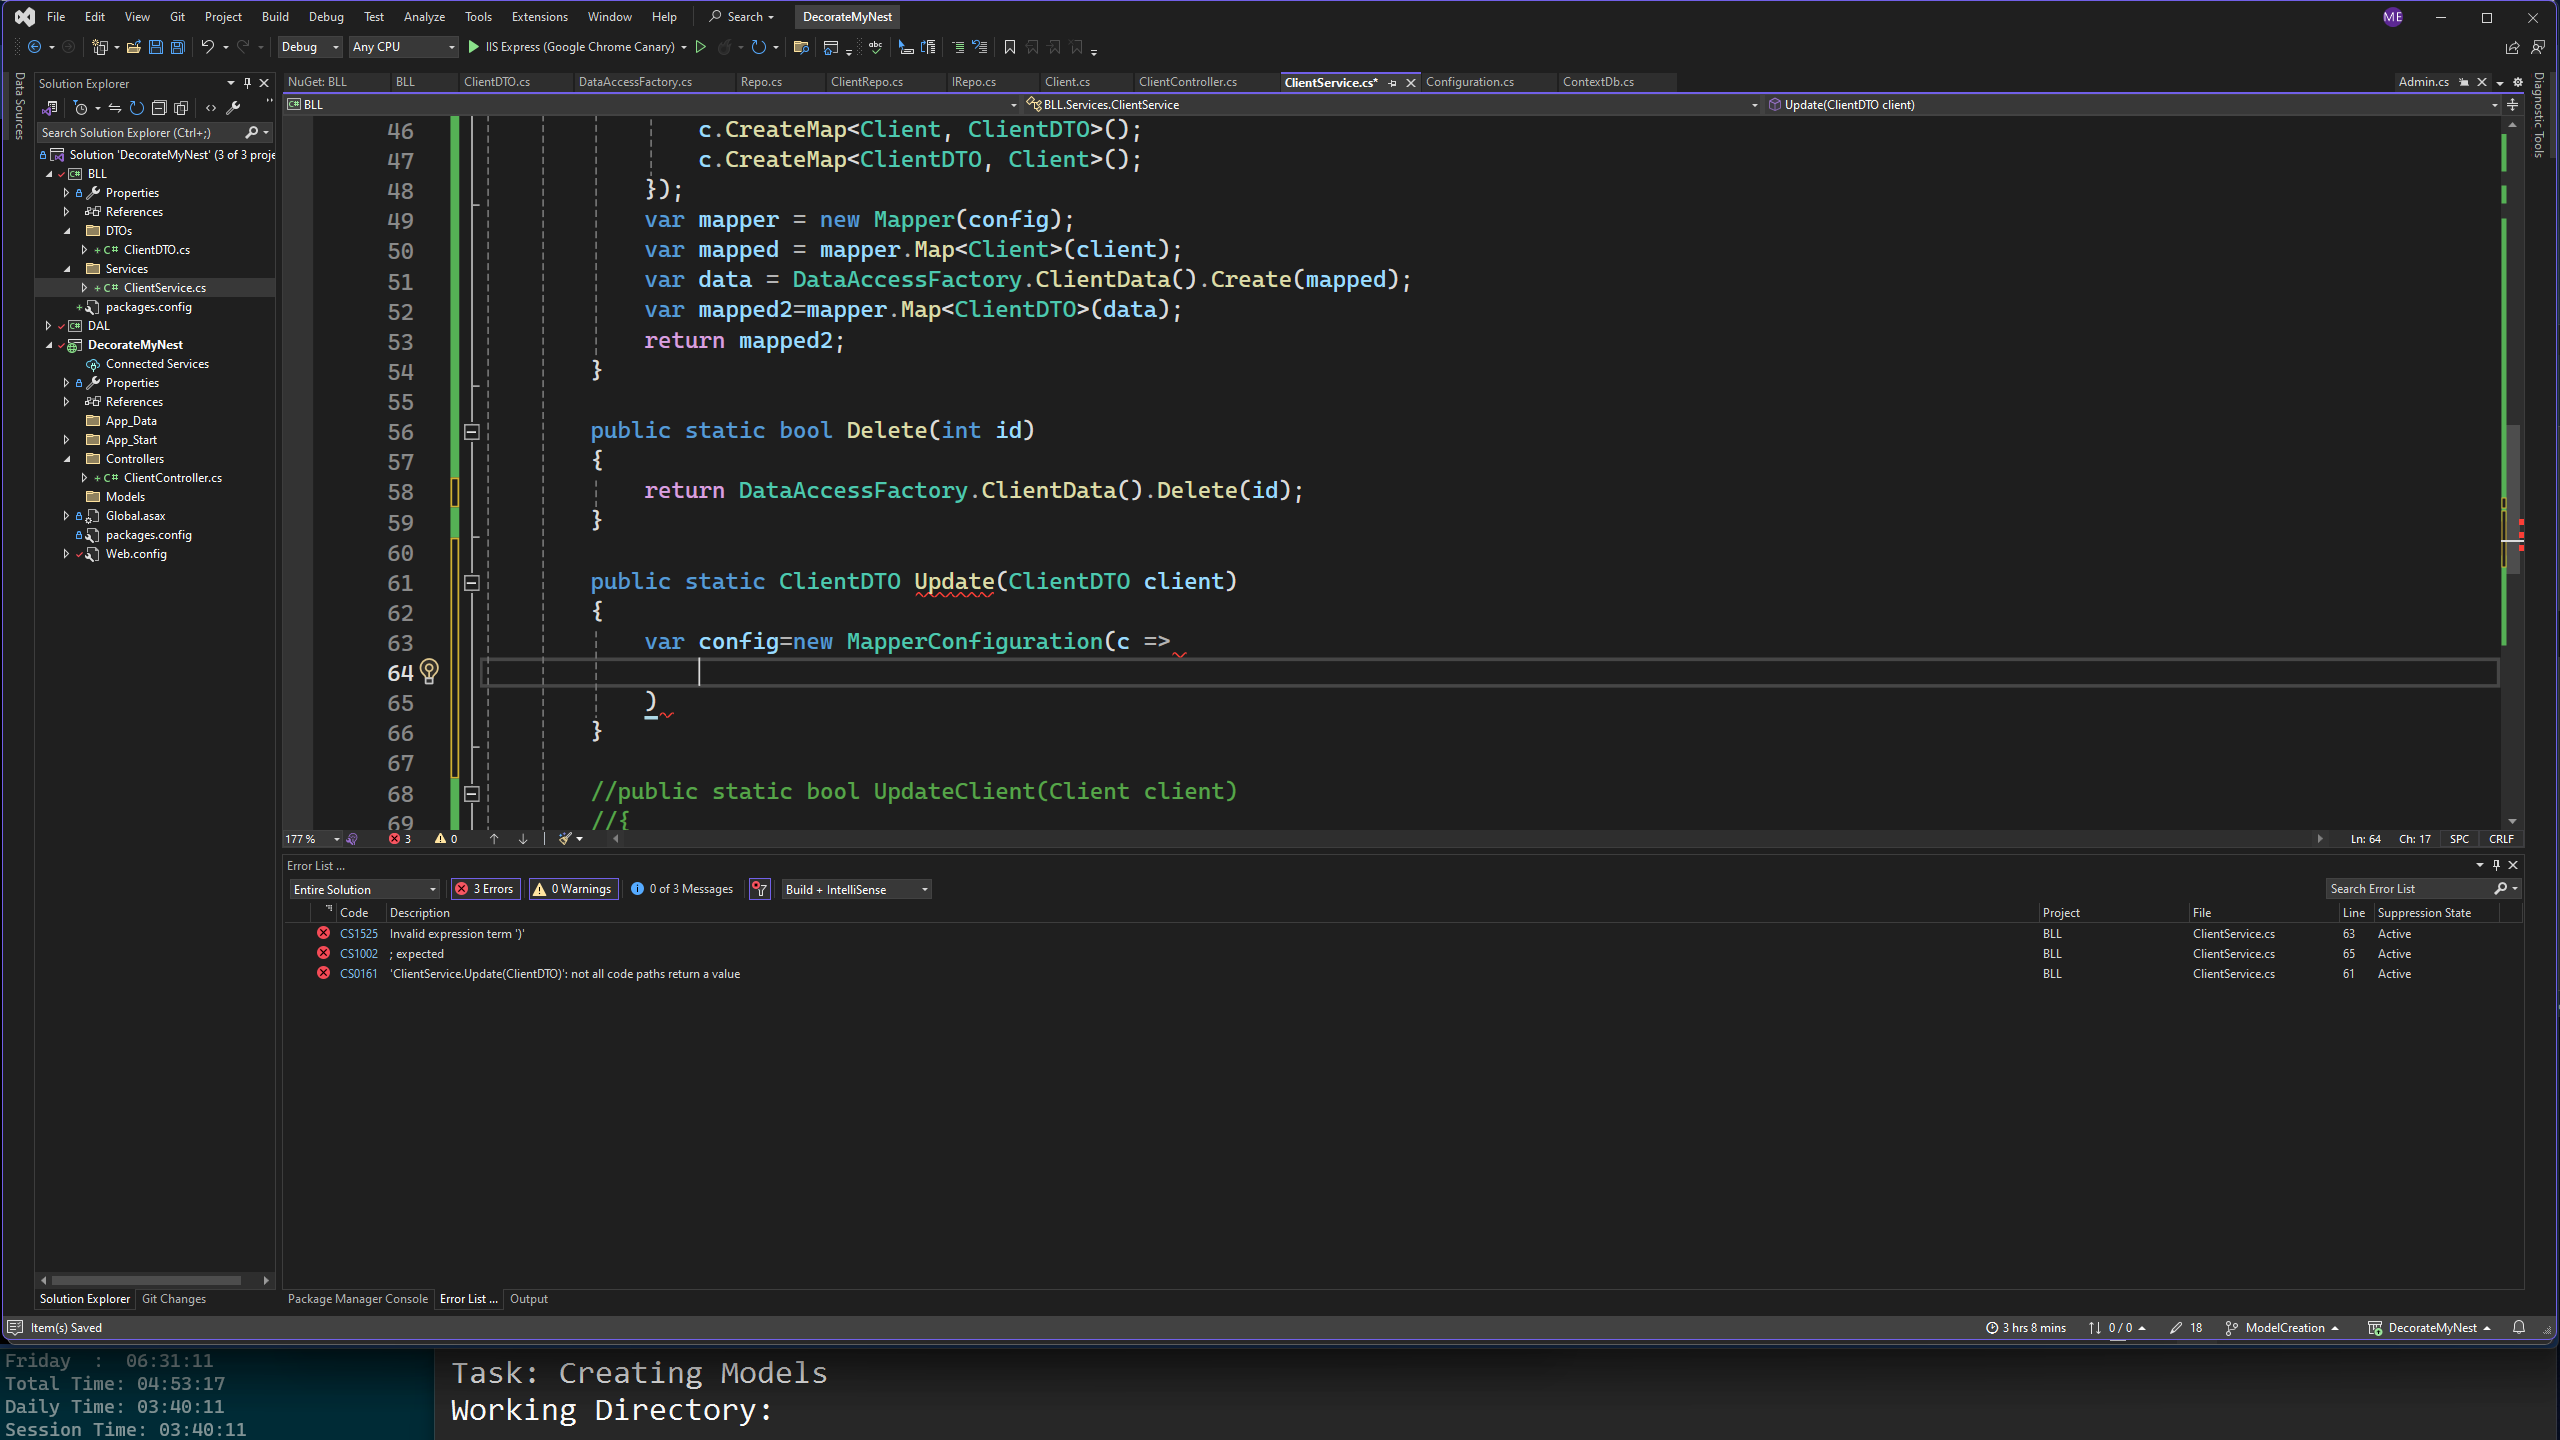 File Edit View Git Project Build Debug Test Analyze Tools Extensions Window Help Search DecorateMyNest ME
Debug Any CPU IIS Express (Google Chrome Canary)
Data Sources
Solution Explorer
Search Solution Explorer (Ctrl+;)
Solution 'DecorateMyNest' (3 of 3 proje
BLL
Properties
References
DTOs
C# ClientDTO.cs
Services
C# ClientService.cs
packages.config
DAL
DecorateMyNest
Connected Services
Properties
References
App_Data
App_Start
Controllers
C# ClientController.cs
Models
Global.asax
packages.config
Web.config
Solution Explorer Git Changes
NuGet: BLL BLL ClientDTO.cs DataAccessFactory.cs Repo.cs ClientRepo.cs IRepo.cs Client.cs ClientController.cs ClientService.cs* Configuration.cs ContextDb.cs Admin.cs
BLL BLL.Services.ClientService Update(ClientDTO client)
Diagnostic Tools
46 c.CreateMap<Client, ClientDTO>();
47 c.CreateMap<ClientDTO, Client>();
48 });
49 var mapper = new Mapper(config);
50 var mapped = mapper.Map<Client>(client);
51 var data = DataAccessFactory.ClientData().Create(mapped);
52 var mapped2=mapper.Map<ClientDTO>(data);
53 return mapped2;
54 }
55
56 public static bool Delete(int id)
57 {
58 return DataAccessFactory.ClientData().Delete(id);
59 }
60
61 public static ClientDTO Update(ClientDTO client)
62 {
63 var config=new MapperConfiguration(c =>
64
65 )
66 }
67
68 //public static bool UpdateClient(Client client)
69 //{
177 % 3 0 Ln: 64 Ch: 17 SPC CRLF
Error List ...
Entire Solution 3 Errors 0 Warnings 0 of 3 Messages Build + IntelliSense Search Error List
Code Description Project File Line Suppression State
CS1525 Invalid expression term ')' BLL ClientService.cs 63 Active
CS1002 ; expected BLL ClientService.cs 65 Active
CS0161 'ClientService.Update(ClientDTO)': not all code paths return a value BLL ClientService.cs 61 Active
Package Manager Console Error List ... Output
Item(s) Saved 3 hrs 8 mins 0 / 0 18 ModelCreation DecorateMyNest
Friday : 06:31:11
Total Time: 04:53:17
Daily Time: 03:40:11
Session Time: 03:40:11
Task: Creating Models
Working Directory: